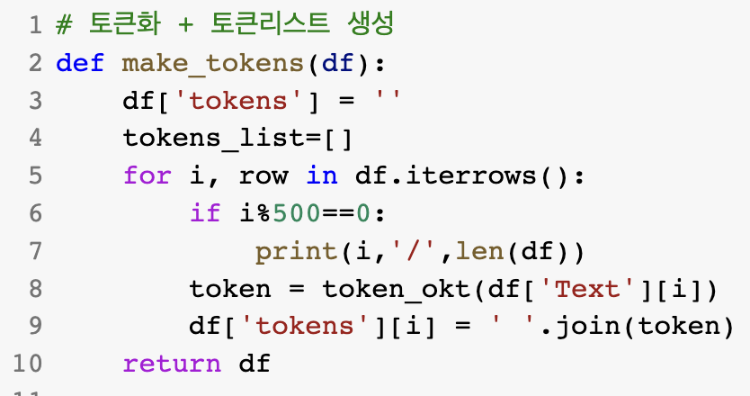 1 # 토큰화 + 토큰리스트 생성
2 def make_tokens(df):
3     df['tokens'] = ''
4     tokens_list=[]
5     for i, row in df.iterrows():
6         if i%500==0:
7             print(i,'/',len(df))
8         token = token_okt(df['Text'][i])
9         df['tokens'][i] = ' '.join(token)
10     return df